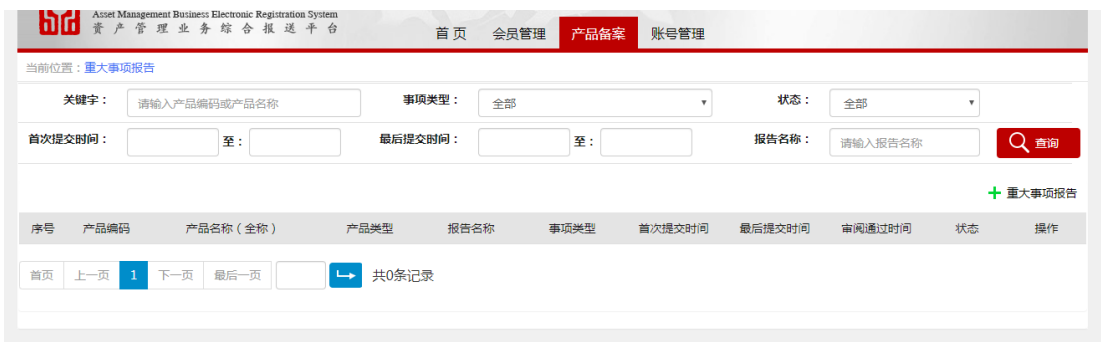 Asset Management Business Electronic Registration System
資产管理业务综合报送平台
首 页 会员管理 产品备案 账号管理
当前位置：重大事项报告
关键字： 请输入产品编码或产品名称 事项类型： 全部 状态： 全部
首次提交时间： 至： 最后提交时间： 至： 报告名称： 请输入报告名称 查询
重大事项报告
序号 产品编码 产品名称（全称） 产品类型 报告名称 事项类型 首次提交时间 最后提交时间 审阅通过时间 状态 操作
首页 上一页 1 下一页 最后一页 共0条记录